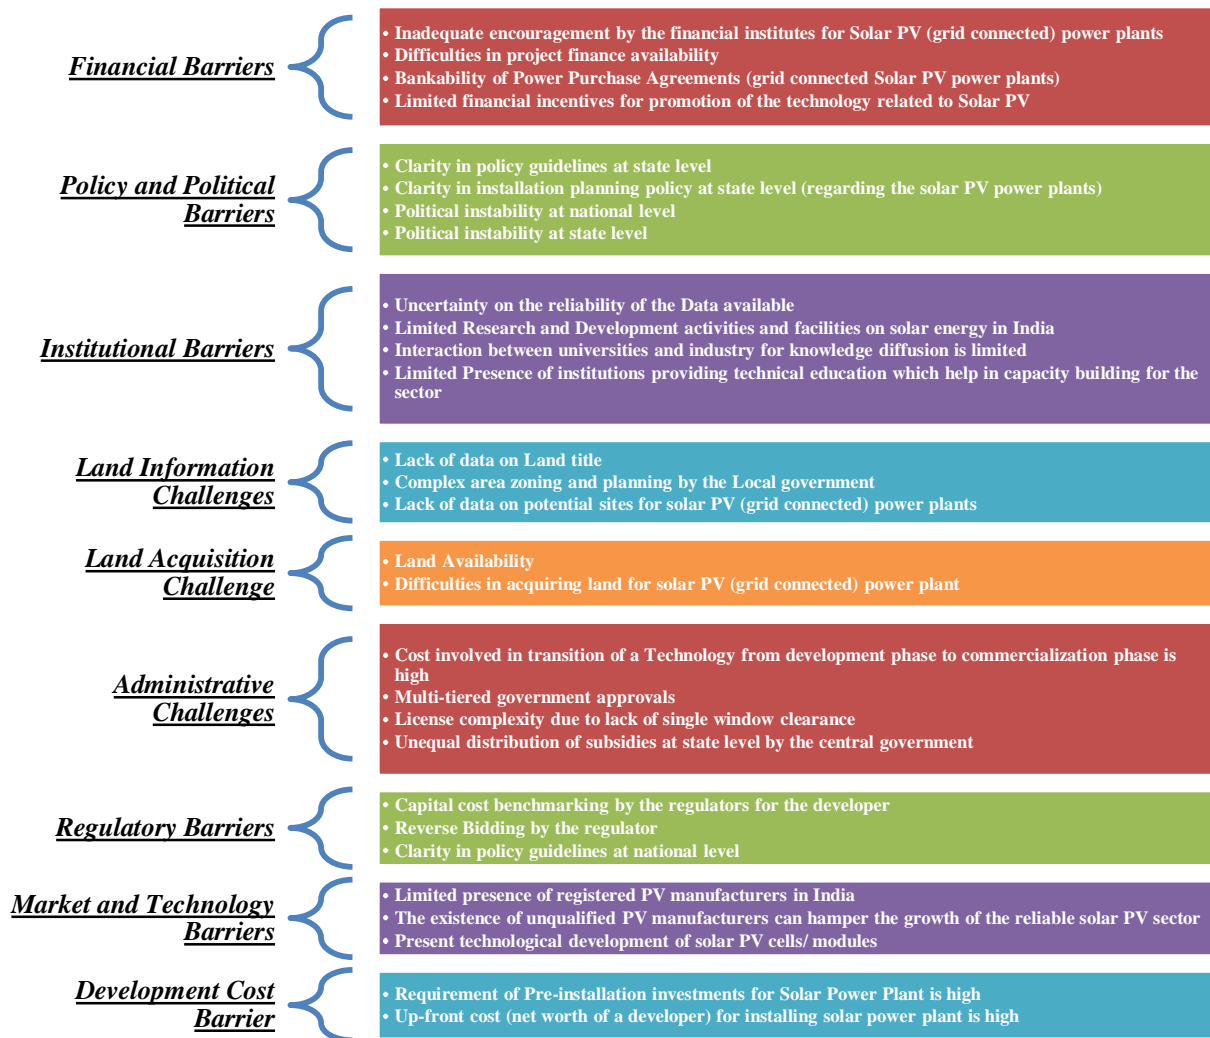 Financial Barriers
• Inadequate encouragement by the financial institutes for Solar PV (grid connected) power plants
• Difficulties in project finance availability
• Bankability of Power Purchase Agreements (grid connected Solar PV power plants)
• Limited financial incentives for promotion of the technology related to Solar PV
Policy and Political
Barriers
• Clarity in policy guidelines at state level
• Clarity in installation planning policy at state level (regarding the solar PV power plants)
• Political instability at national level
• Political instability at state level
Institutional Barriers
• Uncertainty on the reliability of the Data available
• Limited Research and Development activities and facilities on solar energy in India
• Interaction between universities and industry for knowledge diffusion is limited
• Limited Presence of institutions providing technical education which help in capacity building for the
sector
Land Information
Challenges
• Lack of data on Land title
• Complex area zoning and planning by the Local government
• Lack of data on potential sites for solar PV (grid connected) power plants
Land Acquisition
Challenge
• Land Availability
• Difficulties in acquiring land for solar PV (grid connected) power plant
Administrative
Challenges
• Cost involved in transition of a Technology from development phase to commercialization phase is
high
• Multi-tiered government approvals
• License complexity due to lack of single window clearance
• Unequal distribution of subsidies at state level by the central government
Regulatory Barriers
• Capital cost benchmarking by the regulators for the developer
• Reverse Bidding by the regulator
• Clarity in policy guidelines at national level
Market and Technology
Barriers
• Limited presence of registered PV manufacturers in India
• The existence of unqualified PV manufacturers can hamper the growth of the reliable solar PV sector
• Present technological development of solar PV cells/ modules
Development Cost
Barrier
• Requirement of Pre-installation investments for Solar Power Plant is high
• Up-front cost (net worth of a developer) for installing solar power plant is high